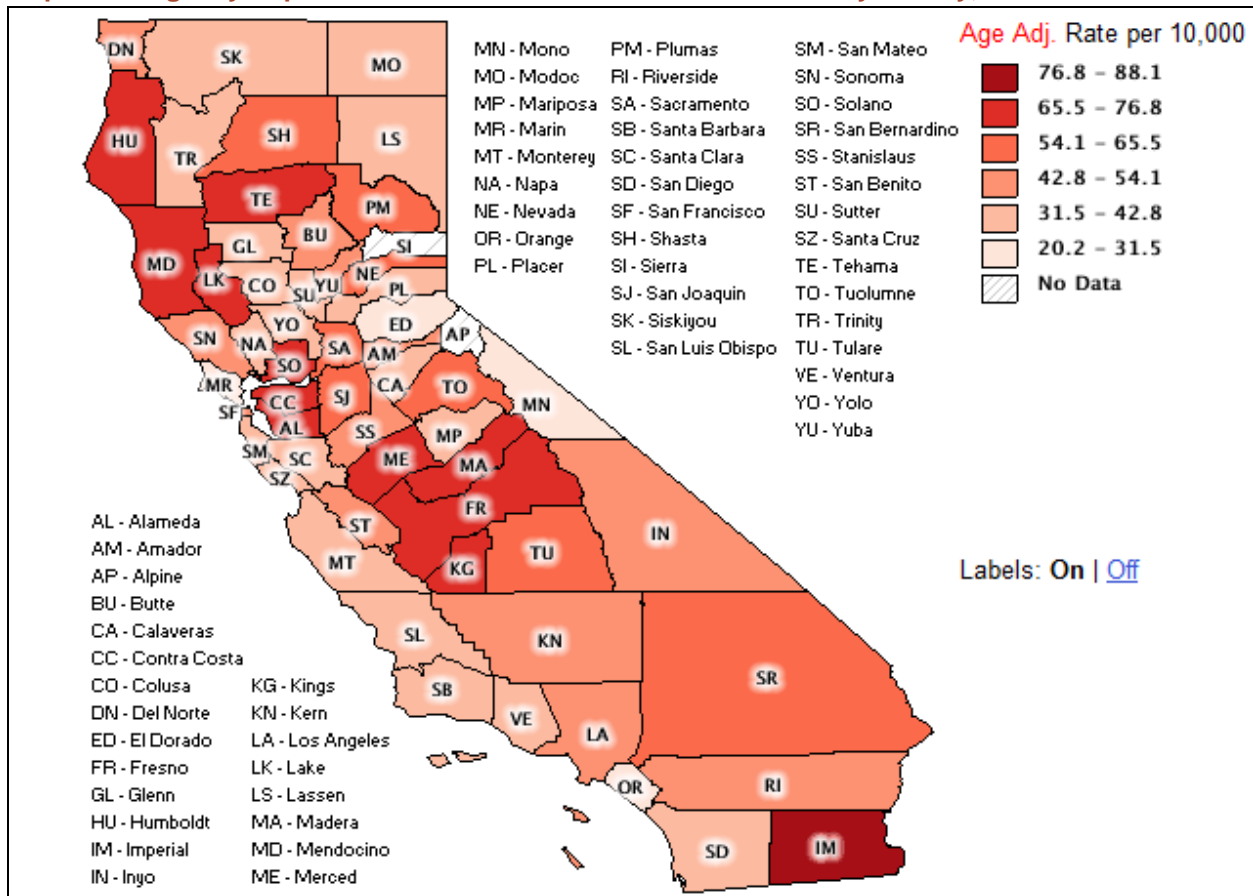 Age Adj. Rate per 10,000
76.8 – 88.1
65.5 – 76.8
54.1 – 65.5
42.8 – 54.1
31.5 – 42.8
20.2 – 31.5
No Data
MN - Mono
MO - Modoc
MP - Mariposa
MR - Marin
MT - Monterey
NA - Napa
NE - Nevada
OR - Orange
PL - Placer
PM - Plumas
RI - Riverside
SA - Sacramento
SB - Santa Barbara
SC - Santa Clara
SD - San Diego
SF - San Francisco
SH - Shasta
SI - Sierra
SJ - San Joaquin
SK - Siskiyou
SL - San Luis Obispo
SM - San Mateo
SN - Sonoma
SO - Solano
SR - San Bernardino
SS - Stanislaus
ST - San Benito
SU - Sutter
SZ - Santa Cruz
TE - Tehama
TO - Tuolumne
TR - Trinity
TU - Tulare
VE - Ventura
YO - Yolo
YU - Yuba
DN
SK
MO
HU
TR
SH
LS
TE
PM
MD
GL
BU
SI
LK
CO
SU
YU
NE
PL
SN
NA
YO
SA
ED
AP
MR
SO
AM
CA
TO
MN
SF
CC
AL
SJ
SS
MP
SM
SC
SZ
ME
MA
FR
ST
MT
KG
TU
IN
SL
KN
SB
VE
LA
SR
OR
RI
SD
IM
AL - Alameda
AM - Amador
AP - Alpine
BU - Butte
CA - Calaveras
CC - Contra Costa
CO - Colusa
DN - Del Norte
ED - El Dorado
FR - Fresno
GL - Glenn
HU - Humboldt
IM - Imperial
IN - Inyo
KG - Kings
KN - Kern
LA - Los Angeles
LK - Lake
LS - Lassen
MA - Madera
MD - Mendocino
ME - Merced
Labels: On | Off